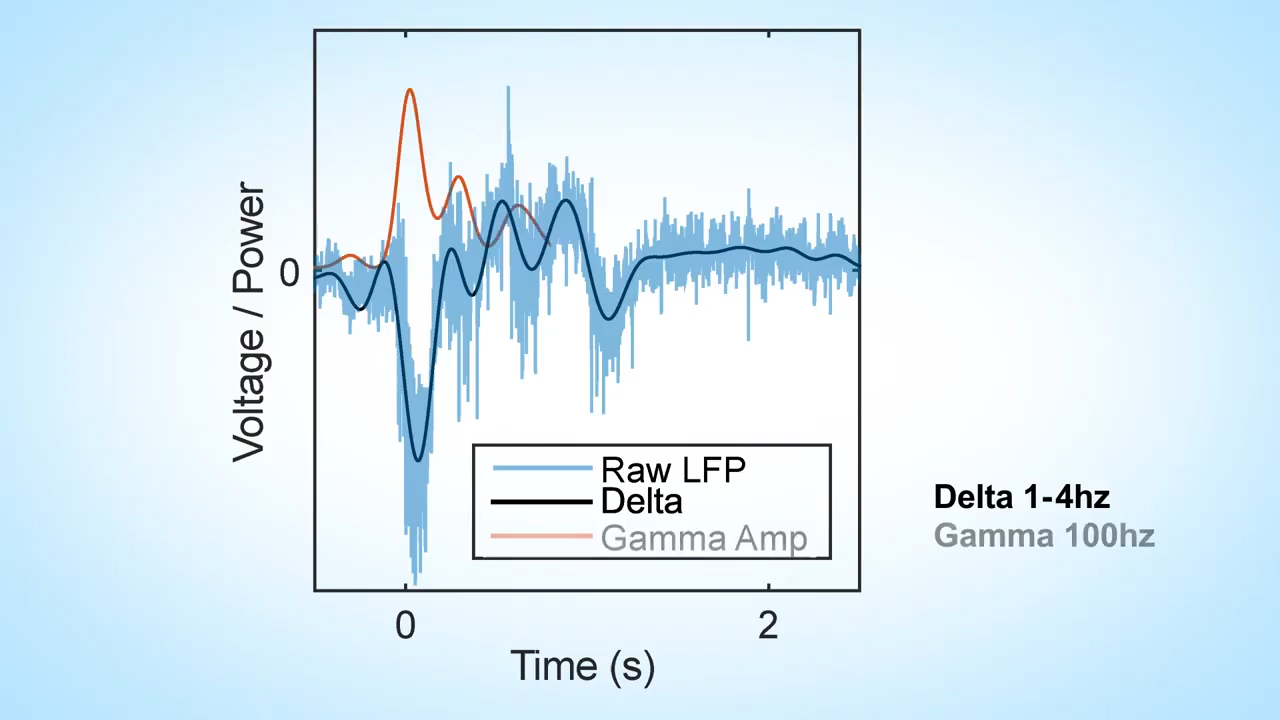 Voltage / Power
0
Raw LFP
Delta
Gamma Amp
Delta 1-4hz
Gamma 100hz
0
2
Time (s)